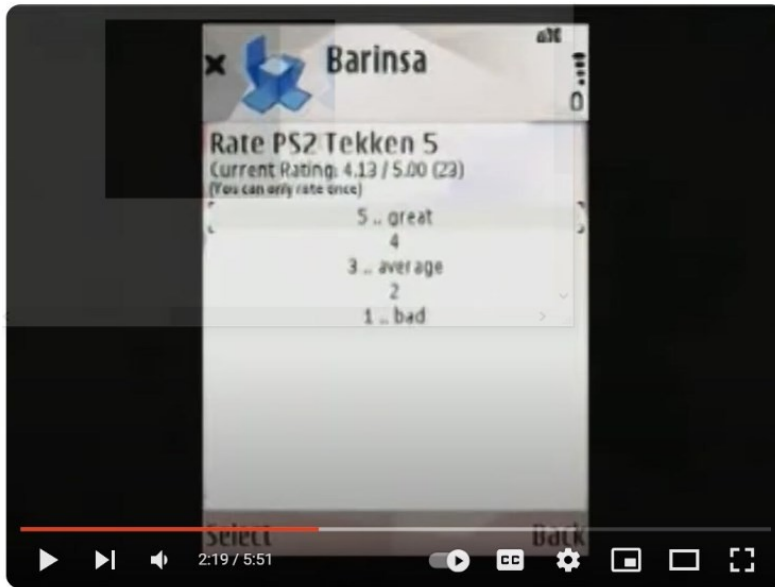 Barinsa
Rate PS2 Tekken 5
Current Rating: 4.13 / 5.00 (23)
(You can only rate once)
5 .. great
4
3 .. average
2
1 .. bad
Select Back
2:19 / 5:51
CC